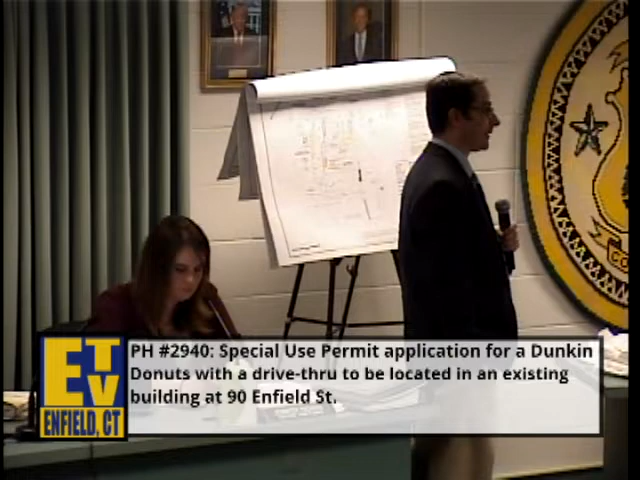 PH #2940: Special Use Permit application for a Dunkin
Donuts with a drive-thru to be located in an existing
building at 90 Enfield St.
ETV
ENFIELD, CT